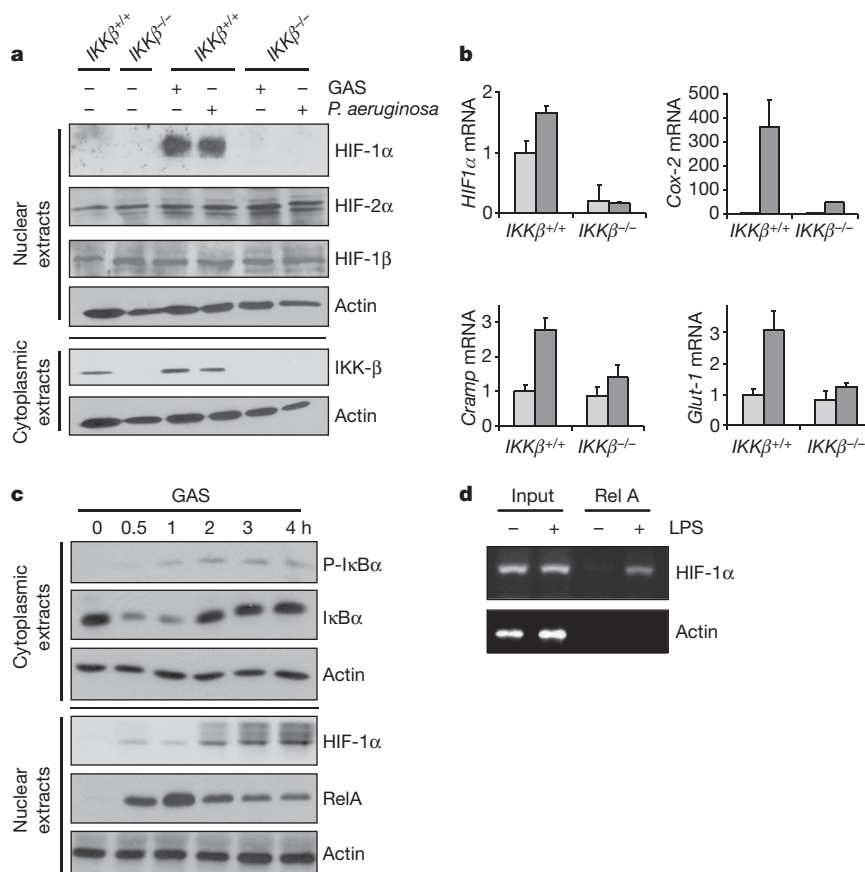 a
IKKβ+/+ IKKβ−/− IKKβ+/+ IKKβ−/−
− − + − + − GAS
− − − + − + P. aeruginosa
Nuclear extracts
HIF-1α
HIF-2α
HIF-1β
Actin
Cytoplasmic extracts
IKK-β
Actin
b
HIF1α mRNA
2
1
0
IKKβ+/+ IKKβ−/−
Cox-2 mRNA
500
400
300
200
100
0
IKKβ+/+ IKKβ−/−
Cramp mRNA
3
2
1
0
IKKβ+/+ IKKβ−/−
Glut-1 mRNA
3
2
1
0
IKKβ+/+ IKKβ−/−
c
GAS
0 0.5 1 2 3 4 h
Cytoplasmic extracts
P-IκBα
IκBα
Actin
Nuclear extracts
HIF-1α
RelA
Actin
d
Input Rel A
− + − + LPS
HIF-1α
Actin